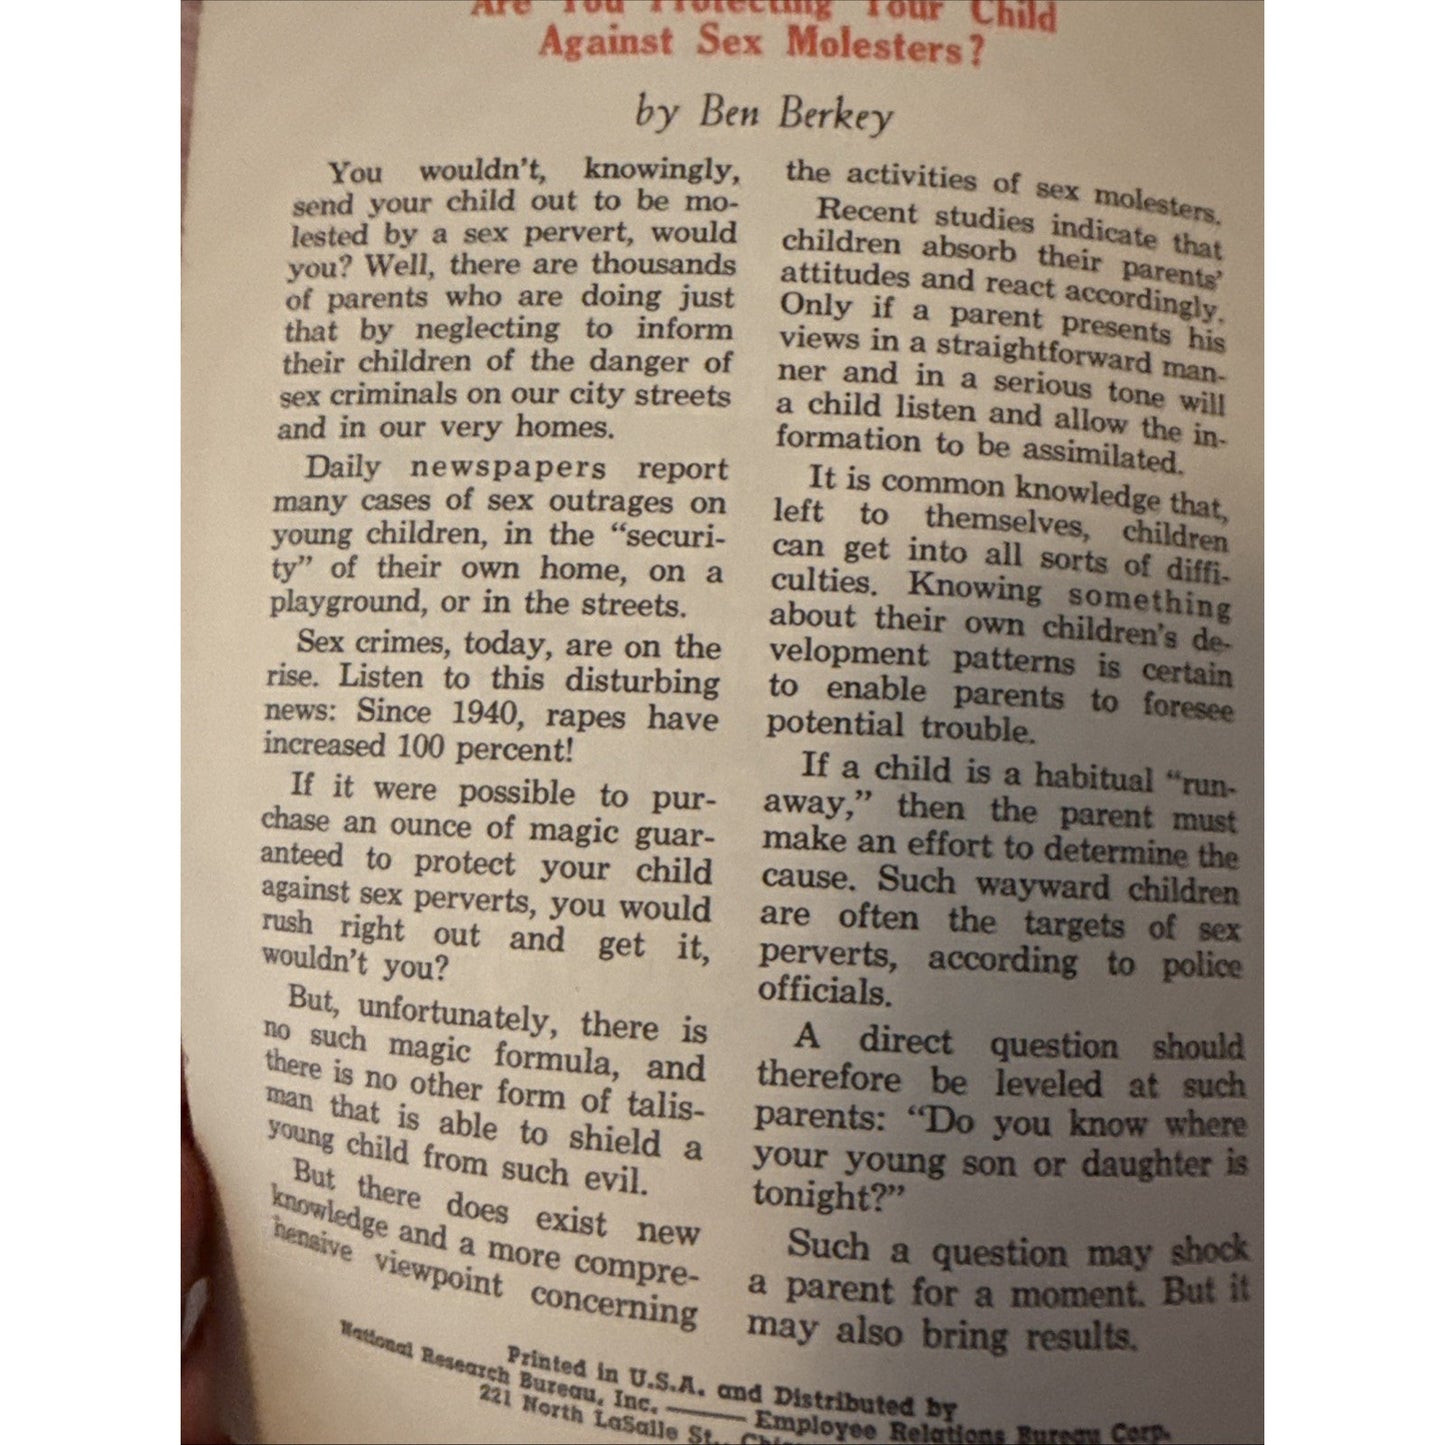 Are You Protecting Your Child
Against Sex Molesters?
by Ben Berkey
You wouldn't, knowingly,
send your child out to be mo-
lested by a sex pervert, would
you? Well, there are thousands
of parents who are doing just
that by neglecting to inform
their children of the danger of
sex criminals on our city streets
and in our very homes.
Daily newspapers report
many cases of sex outrages on
young children, in the "securi-
ty" of their own home, on a
playground, or in the streets.
Sex crimes, today, are on the
rise. Listen to this disturbing
news: Since 1940, rapes have
increased 100 percent!
If it were possible to pur-
chase an ounce of magic guar-
anteed to protect your child
against sex perverts, you would
rush right out and get it,
wouldn't you?
But, unfortunately, there is
no such magic formula, and
there is no other form of talis-
man that is able to shield a
young child from such evil.
But there does exist new
knowledge and a more compre-
hensive viewpoint concerning
the activities of sex molesters.
Recent studies indicate that
children absorb their parents'
attitudes and react accordingly.
Only if a parent presents his
views in a straightforward man-
ner and in a serious tone will
a child listen and allow the in-
formation to be assimilated.
It is common knowledge that,
left to themselves, children
can get into all sorts of diffi-
culties. Knowing something
about their own children's de-
velopment patterns is certain
to enable parents to foresee
potential trouble.
If a child is a habitual "run-
away," then the parent must
make an effort to determine the
cause. Such wayward children
are often the targets of sex
perverts, according to police
officials.
A direct question should
therefore be leveled at such
parents: "Do you know where
your young son or daughter is
tonight?"
Such a question may shock
a parent for a moment. But it
may also bring results.
Printed in U.S.A. and Distributed by
National Research Bureau, Inc. — Employee Relations Bureau Corp.
221 North LaSalle St.,